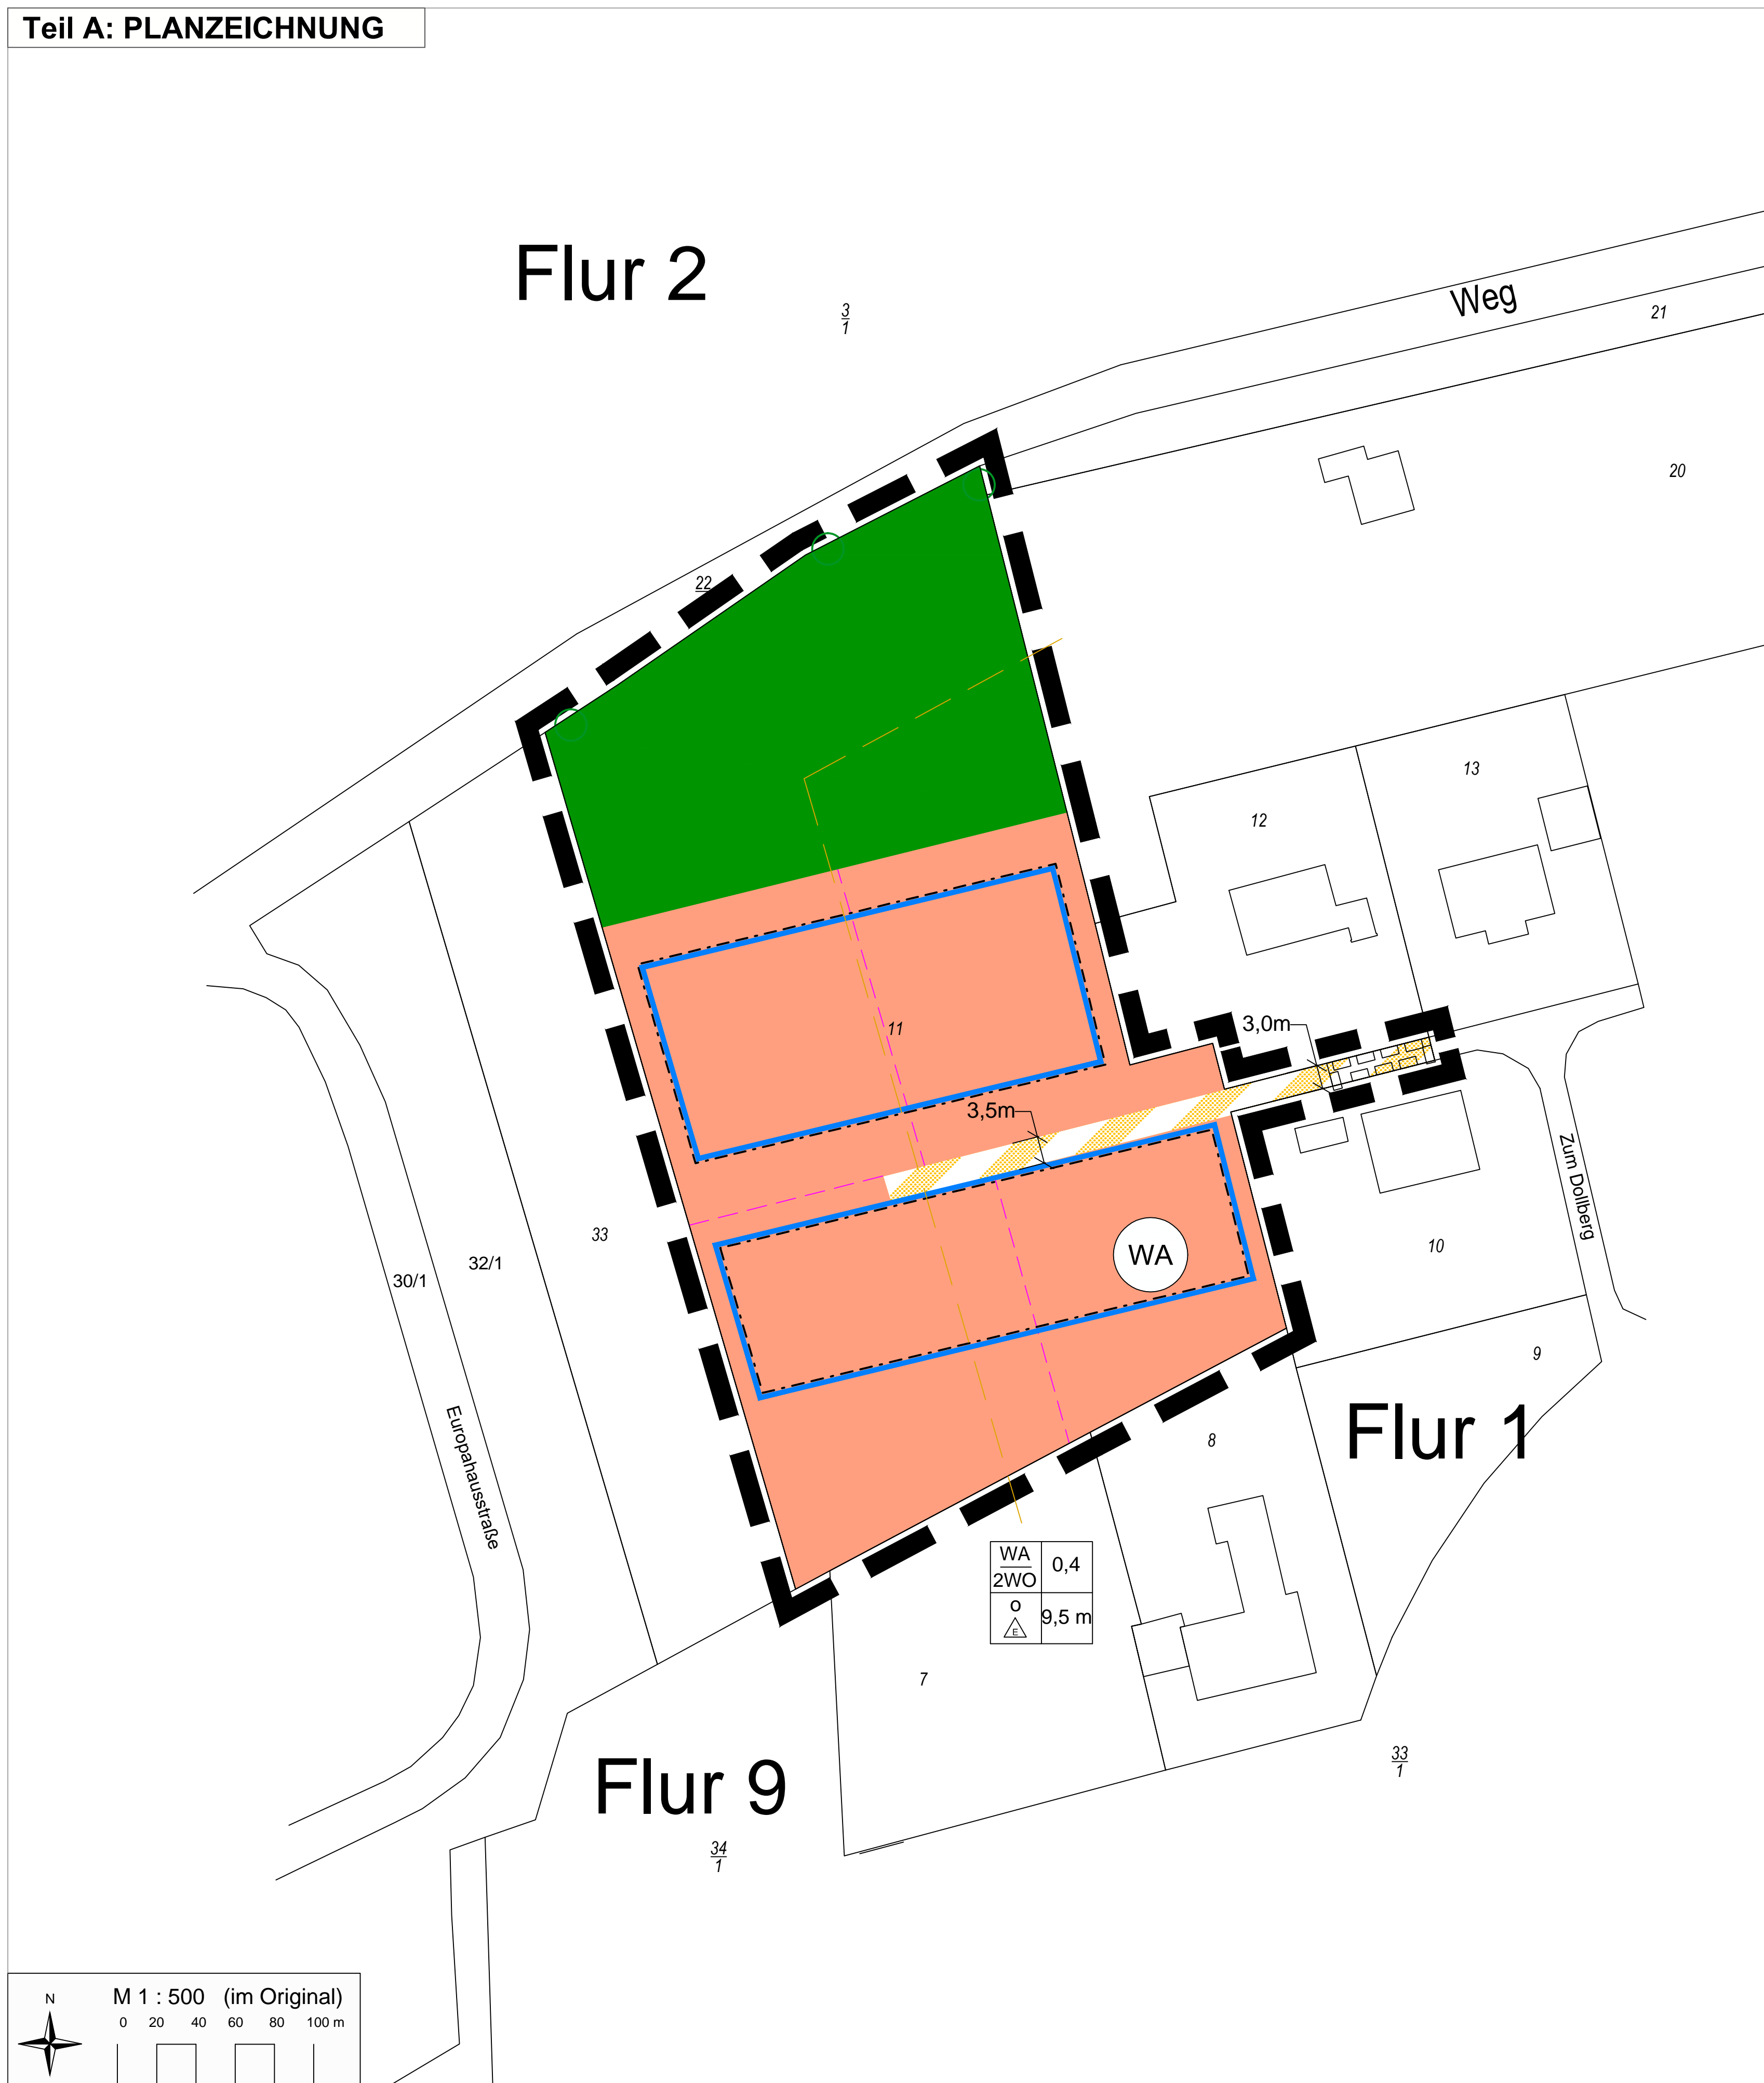 Teil A: PLANZEICHNUNG
Flur 2
3
1
Weg
21
20
22
13
12
11
3,0m
3,5m
Zum Dollberg
33
32/1
30/1
WA
10
9
Europahausstraße
Flur 1
8
WA 0,4
2WO
o 9,5 m
E
7
33
1
Flur 9
34
1
N
M 1 : 500 (im Original)
0 20 40 60 80 100 m